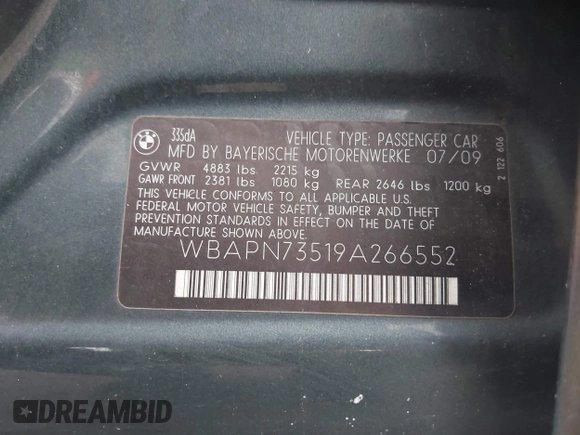 BMW
335dA
VEHICLE TYPE: PASSENGER CAR
MFD BY BAYERISCHE MOTORENWERKE 07/09
GVWR 4883 lbs 2215 kg
GAWR FRONT 2381 lbs 1080 kg REAR 2646 lbs 1200 kg
THIS VEHICLE CONFORMS TO ALL APPLICABLE
FEDERAL MOTOR VEHICLE SAFETY, BUMPER AND THEFT
PREVENTION STANDARDS IN EFFECT ON THE DATE OF
MANUFACTURE SHOWN ABOVE.
WBAPN73519A266552
2 122 606
DREAMBID